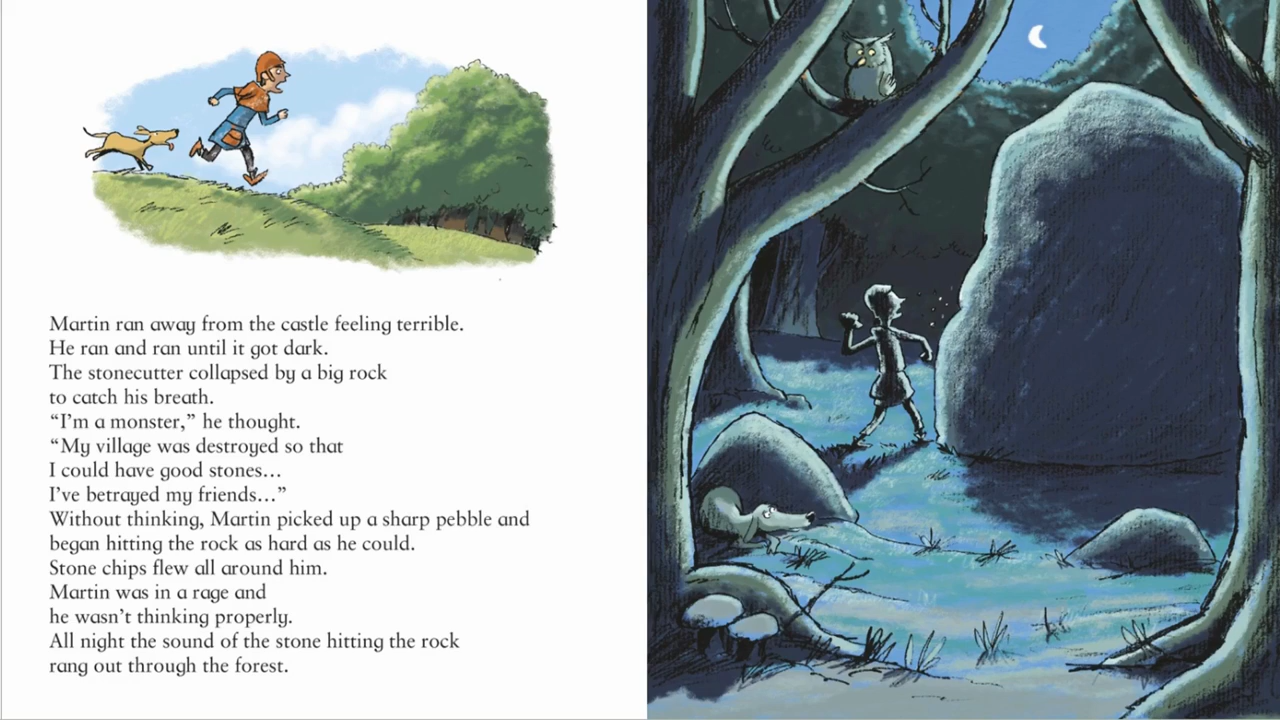 Martin ran away from the castle feeling terrible.
He ran and ran until it got dark.
The stonecutter collapsed by a big rock
to catch his breath.
“I’m a monster,” he thought.
“My village was destroyed so that
I could have good stones…
I’ve betrayed my friends…”
Without thinking, Martin picked up a sharp pebble and
began hitting the rock as hard as he could.
Stone chips flew all around him.
Martin was in a rage and
he wasn’t thinking properly.
All night the sound of the stone hitting the rock
rang out through the forest.